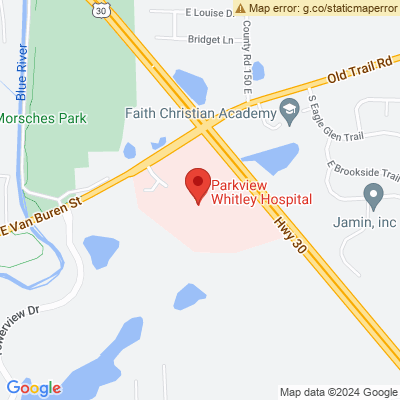 Map error: g.co/staticmaperror
30
E Louise D.
Bridget Ln
County Rd 150 E
Blue River
Old Trail Rd
Morsches Park
Faith Christian Academy
S Eagle Glen Trail
E Brookside Trail
Parkview
Whitley Hospital
E Van Buren St
Jamin, inc
Hwy 30
owerview Dr
30
Google
Map data ©2024 Google